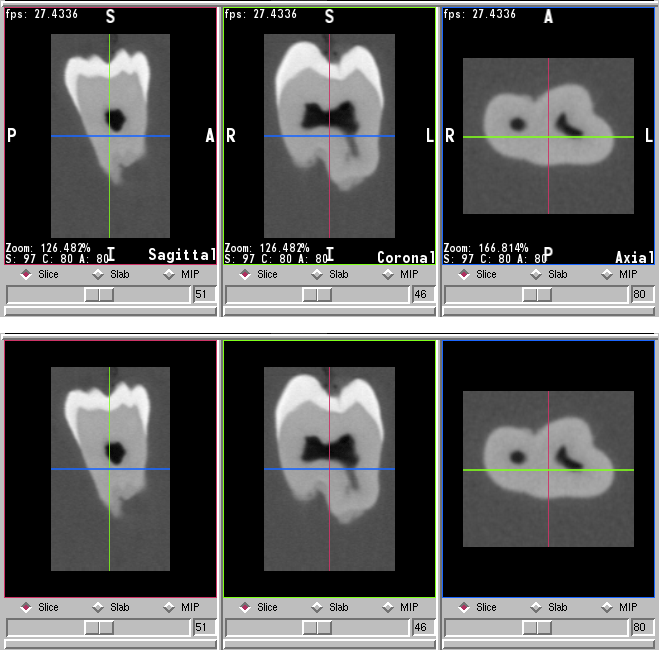 fps: 27.4336 S
P A
Zoom: 126.482%
S: 97 C: 80 A: 80 I Sagittal
Slice Slab MIP
51
fps: 27.4336 S
R L
Zoom: 126.482%
S: 97 C: 80 A: 80 I Coronal
Slice Slab MIP
46
fps: 27.4336 A
R L
Zoom: 166.814%
S: 97 C: 80 A: 80 P Axial
Slice Slab MIP
80
Slice Slab MIP
51
Slice Slab MIP
46
Slice Slab MIP
80